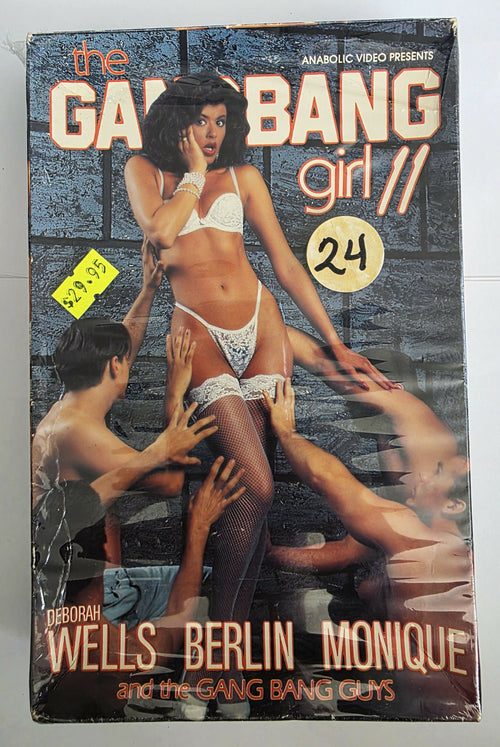 ANABOLIC VIDEO PRESENTS
the
GANGBANG
girl 11
24
$29.95
DEBORAH
WELLS BERLIN MONIQUE
and the GANG BANG GUYS